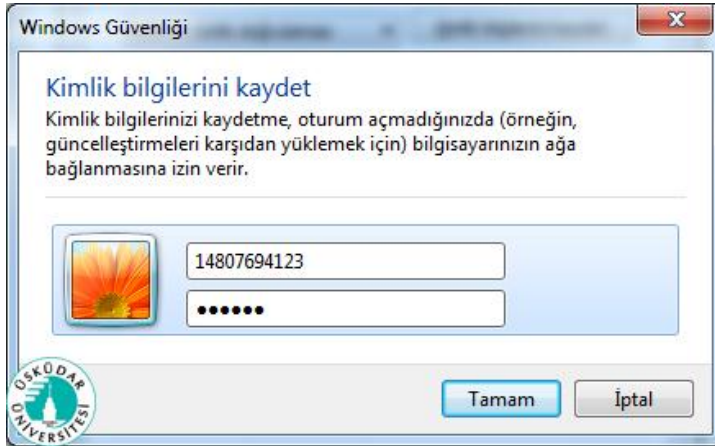 Windows Güvenliği
Kimlik bilgilerini kaydet
Kimlik bilgilerinizi kaydetme, oturum açmadığınızda (örneğin,
güncelleştirmeleri karşıdan yüklemek için) bilgisayarınızın ağa
bağlanmasına izin verir.
14807694123
●●●●●●
Tamam
İptal
ÜSKÜDAR
ÜNİVERSİTESİ